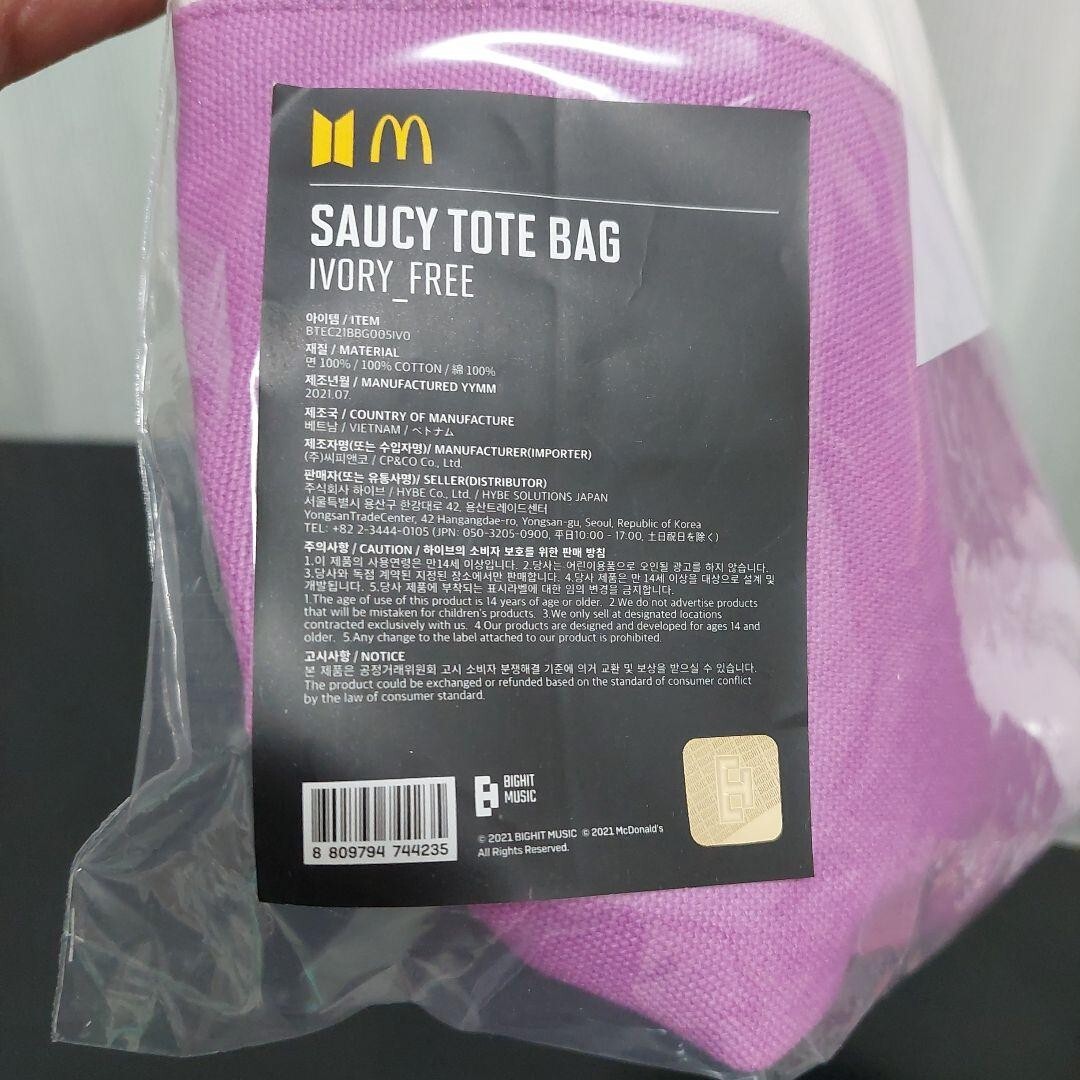 SAUCY TOTE BAG
IVORY_FREE
아이템 / ITEM
BTEC21BBG005IV0
재질 / MATERIAL
면 100% / 100% COTTON / 綿 100%
제조년월 / MANUFACTURED YYMM
2021.07.
제조국 / COUNTRY OF MANUFACTURE
베트남 / VIETNAM / ベトナム
제조자명(또는 수입자명)/ MANUFACTURER(IMPORTER)
(주)씨피앤코 / CP&CO Co., Ltd.
판매자(또는 유통사명)/ SELLER(DISTRIBUTOR)
주식회사 하이브 / HYBE Co., Ltd. / HYBE SOLUTIONS JAPAN
서울특별시 용산구 한강대로 42, 용산트레이드센터
YongsanTradeCenter, 42 Hangangdae-ro, Yongsan-gu, Seoul, Republic of Korea
TEL: +82 2-3444-0105 (JPN: 050-3205-0900, 平日10:00 - 17:00, 土日祝日を除く)
주의사항 / CAUTION / 하이브의 소비자 보호를 위한 판매 방침
1.이 제품의 사용연령은 만14세 이상입니다. 2.당사는 어린이용품으로 오인될 광고를 하지 않습니다.
3.당사와 독점 계약된 지정된 장소에서만 판매합니다. 4.당사 제품은 만 14세 이상을 대상으로 설계 및
개발됩니다. 5.당사 제품에 부착되는 표시라벨에 대한 임의 변경을 금지합니다.
1.The age of use of this product is 14 years of age or older. 2.We do not advertise products
that will be mistaken for children's products. 3.We only sell at designated locations
contracted exclusively with us. 4.Our products are designed and developed for ages 14 and
older. 5.Any change to the label attached to our product is prohibited.
고시사항 / NOTICE
본 제품은 공정거래위원회 고시 소비자 분쟁해결 기준에 의거 교환 및 보상을 받으실 수 있습니다.
The product could be exchanged or refunded based on the standard of consumer conflict
by the law of consumer standard.
8 809794 744235
BIGHIT
MUSIC
© 2021 BIGHIT MUSIC © 2021 McDonald's
All Rights Reserved.